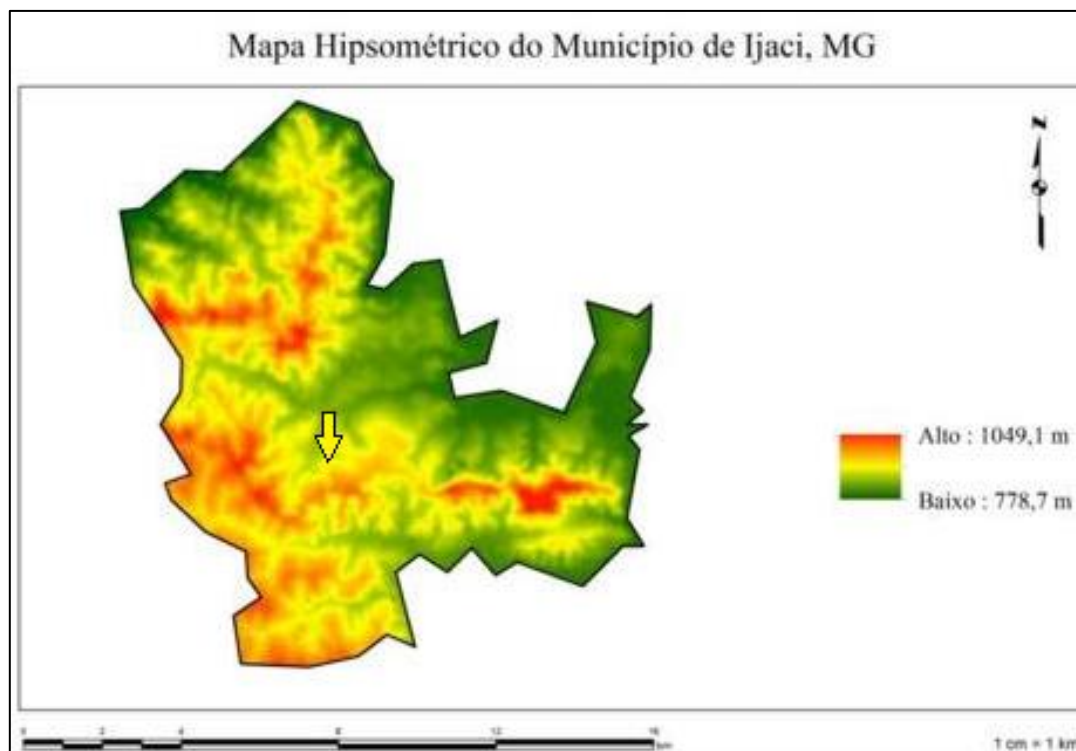 Mapa Hipsométrico do Município de Ijaci, MG
N
Alto : 1049,1 m
Baixo : 778,7 m
0 2 4 8 12 16
km
1 cm = 1 km